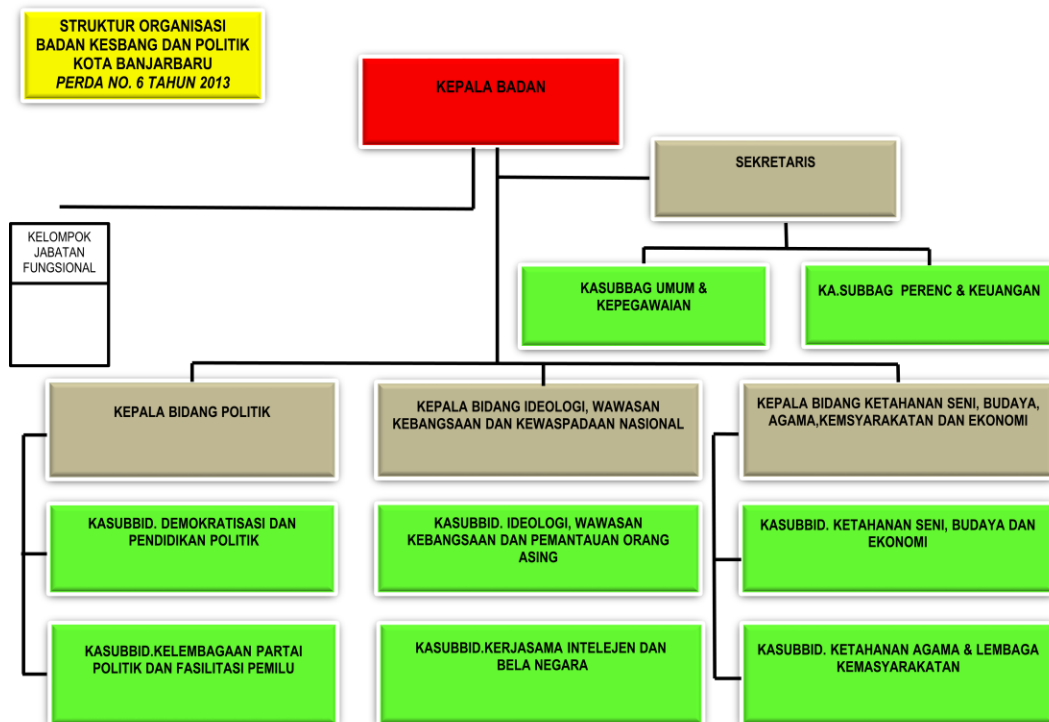 STRUKTUR ORGANISASI
BADAN KESBANG DAN POLITIK
KOTA BANJARBARU
PERDA NO. 6 TAHUN 2013
KEPALA BADAN
SEKRETARIS
KELOMPOK
JABATAN
FUNGSIONAL
KASUBBAG UMUM &
KEPEGAWAIAN
KA.SUBBAG PERENC & KEUANGAN
KEPALA BIDANG POLITIK
KEPALA BIDANG IDEOLOGI, WAWASAN
KEBANGSAAN DAN KEWASPADAAN NASIONAL
KEPALA BIDANG KETAHANAN SENI, BUDAYA,
AGAMA,KEMSYARAKATAN DAN EKONOMI
KASUBBID. DEMOKRATISASI DAN
PENDIDIKAN POLITIK
KASUBBID. IDEOLOGI, WAWASAN
KEBANGSAAN DAN PEMANTAUAN ORANG
ASING
KASUBBID. KETAHANAN SENI, BUDAYA DAN
EKONOMI
KASUBBID.KELEMBAGAAN PARTAI
POLITIK DAN FASILITASI PEMILU
KASUBBID.KERJASAMA INTELEJEN DAN
BELA NEGARA
KASUBBID. KETAHANAN AGAMA & LEMBAGA
KEMASYARAKATAN